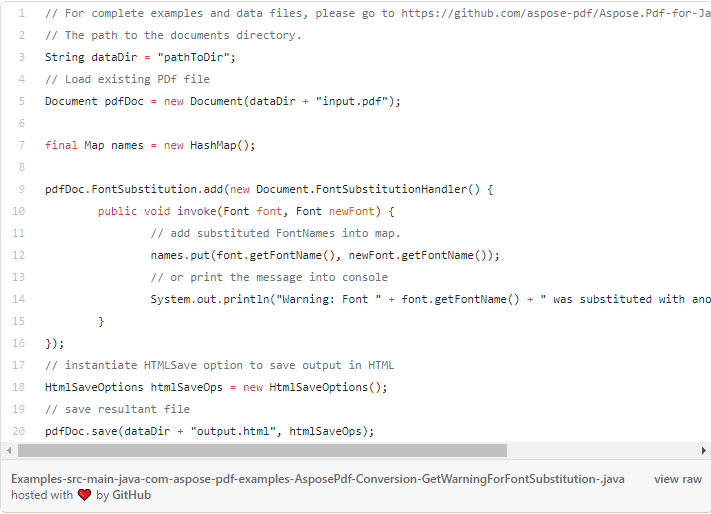 1 // For complete examples and data files, please go to https://github.com/aspose-pdf/Aspose.Pdf-for-Ja
2 // The path to the documents directory.
3 String dataDir = "pathToDir";
4 // Load existing PDf file
5 Document pdfDoc = new Document(dataDir + "input.pdf");
6
7 final Map names = new HashMap();
8
9 pdfDoc.FontSubstitution.add(new Document.FontSubstitutionHandler() {
10 public void invoke(Font font, Font newFont) {
11 // add substituted FontNames into map.
12 names.put(font.getFontName(), newFont.getFontName());
13 // or print the message into console
14 System.out.println("Warning: Font " + font.getFontName() + " was substituted with ano
15 }
16 });
17 // instantiate HTMLSave option to save output in HTML
18 HtmlSaveOptions htmlSaveOps = new HtmlSaveOptions();
19 // save resultant file
20 pdfDoc.save(dataDir + "output.html", htmlSaveOps);
Examples-src-main-java-com-aspose-pdf-examples-AsposePdf-Conversion-GetWarningForFontSubstitution-.java view raw
hosted with ❤ by GitHub